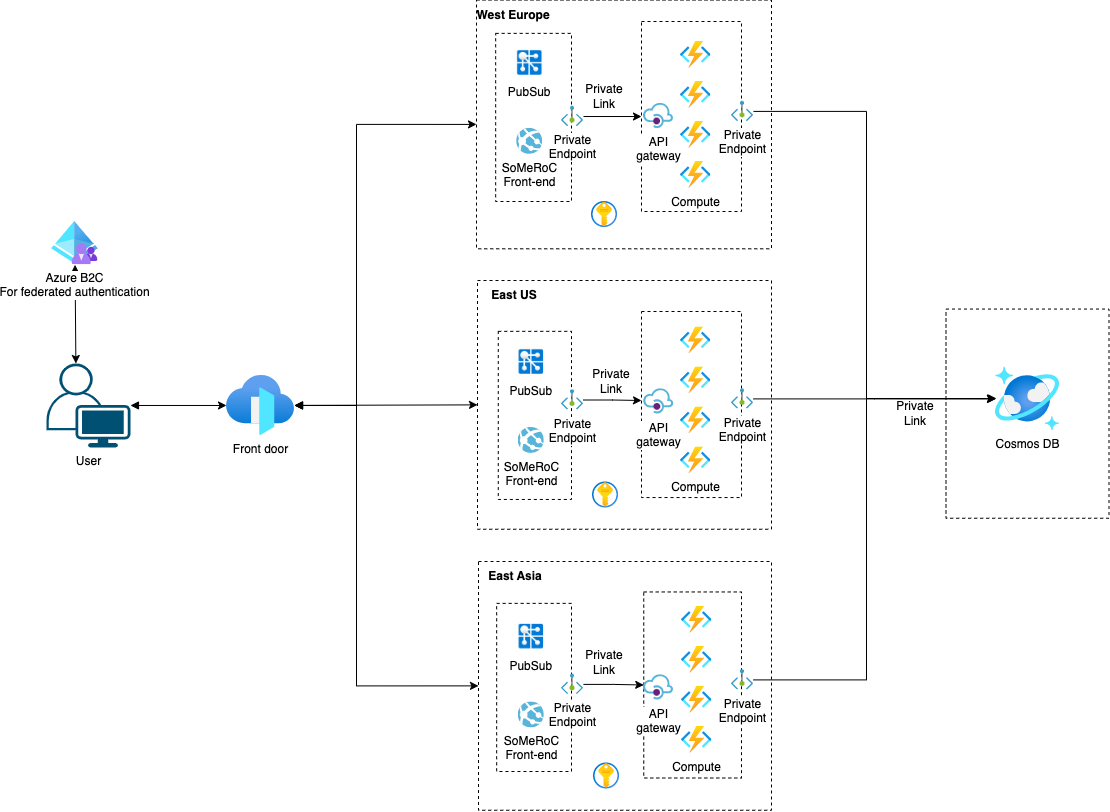 West Europe
PubSub
SoMeRoC
Front-end
Private
Endpoint
Private
Link
API
gateway
Compute
Private
Endpoint
Azure B2C
For federated authentication
User
Front door
East US
PubSub
SoMeRoC
Front-end
Private
Endpoint
Private
Link
API
gateway
Compute
Private
Endpoint
Private
Link
Cosmos DB
East Asia
PubSub
SoMeRoC
Front-end
Private
Endpoint
Private
Link
API
gateway
Compute
Private
Endpoint